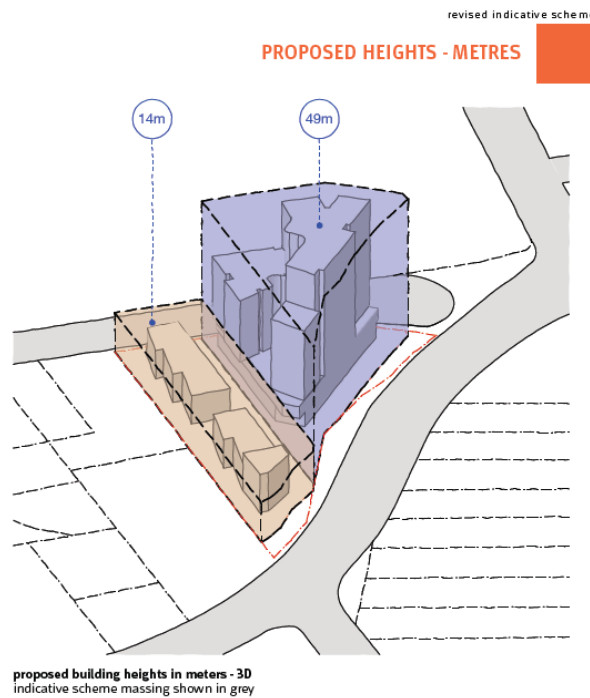 revised indicative scheme
PROPOSED HEIGHTS - METRES
14m
49m
proposed building heights in meters - 3D
indicative scheme massing shown in grey